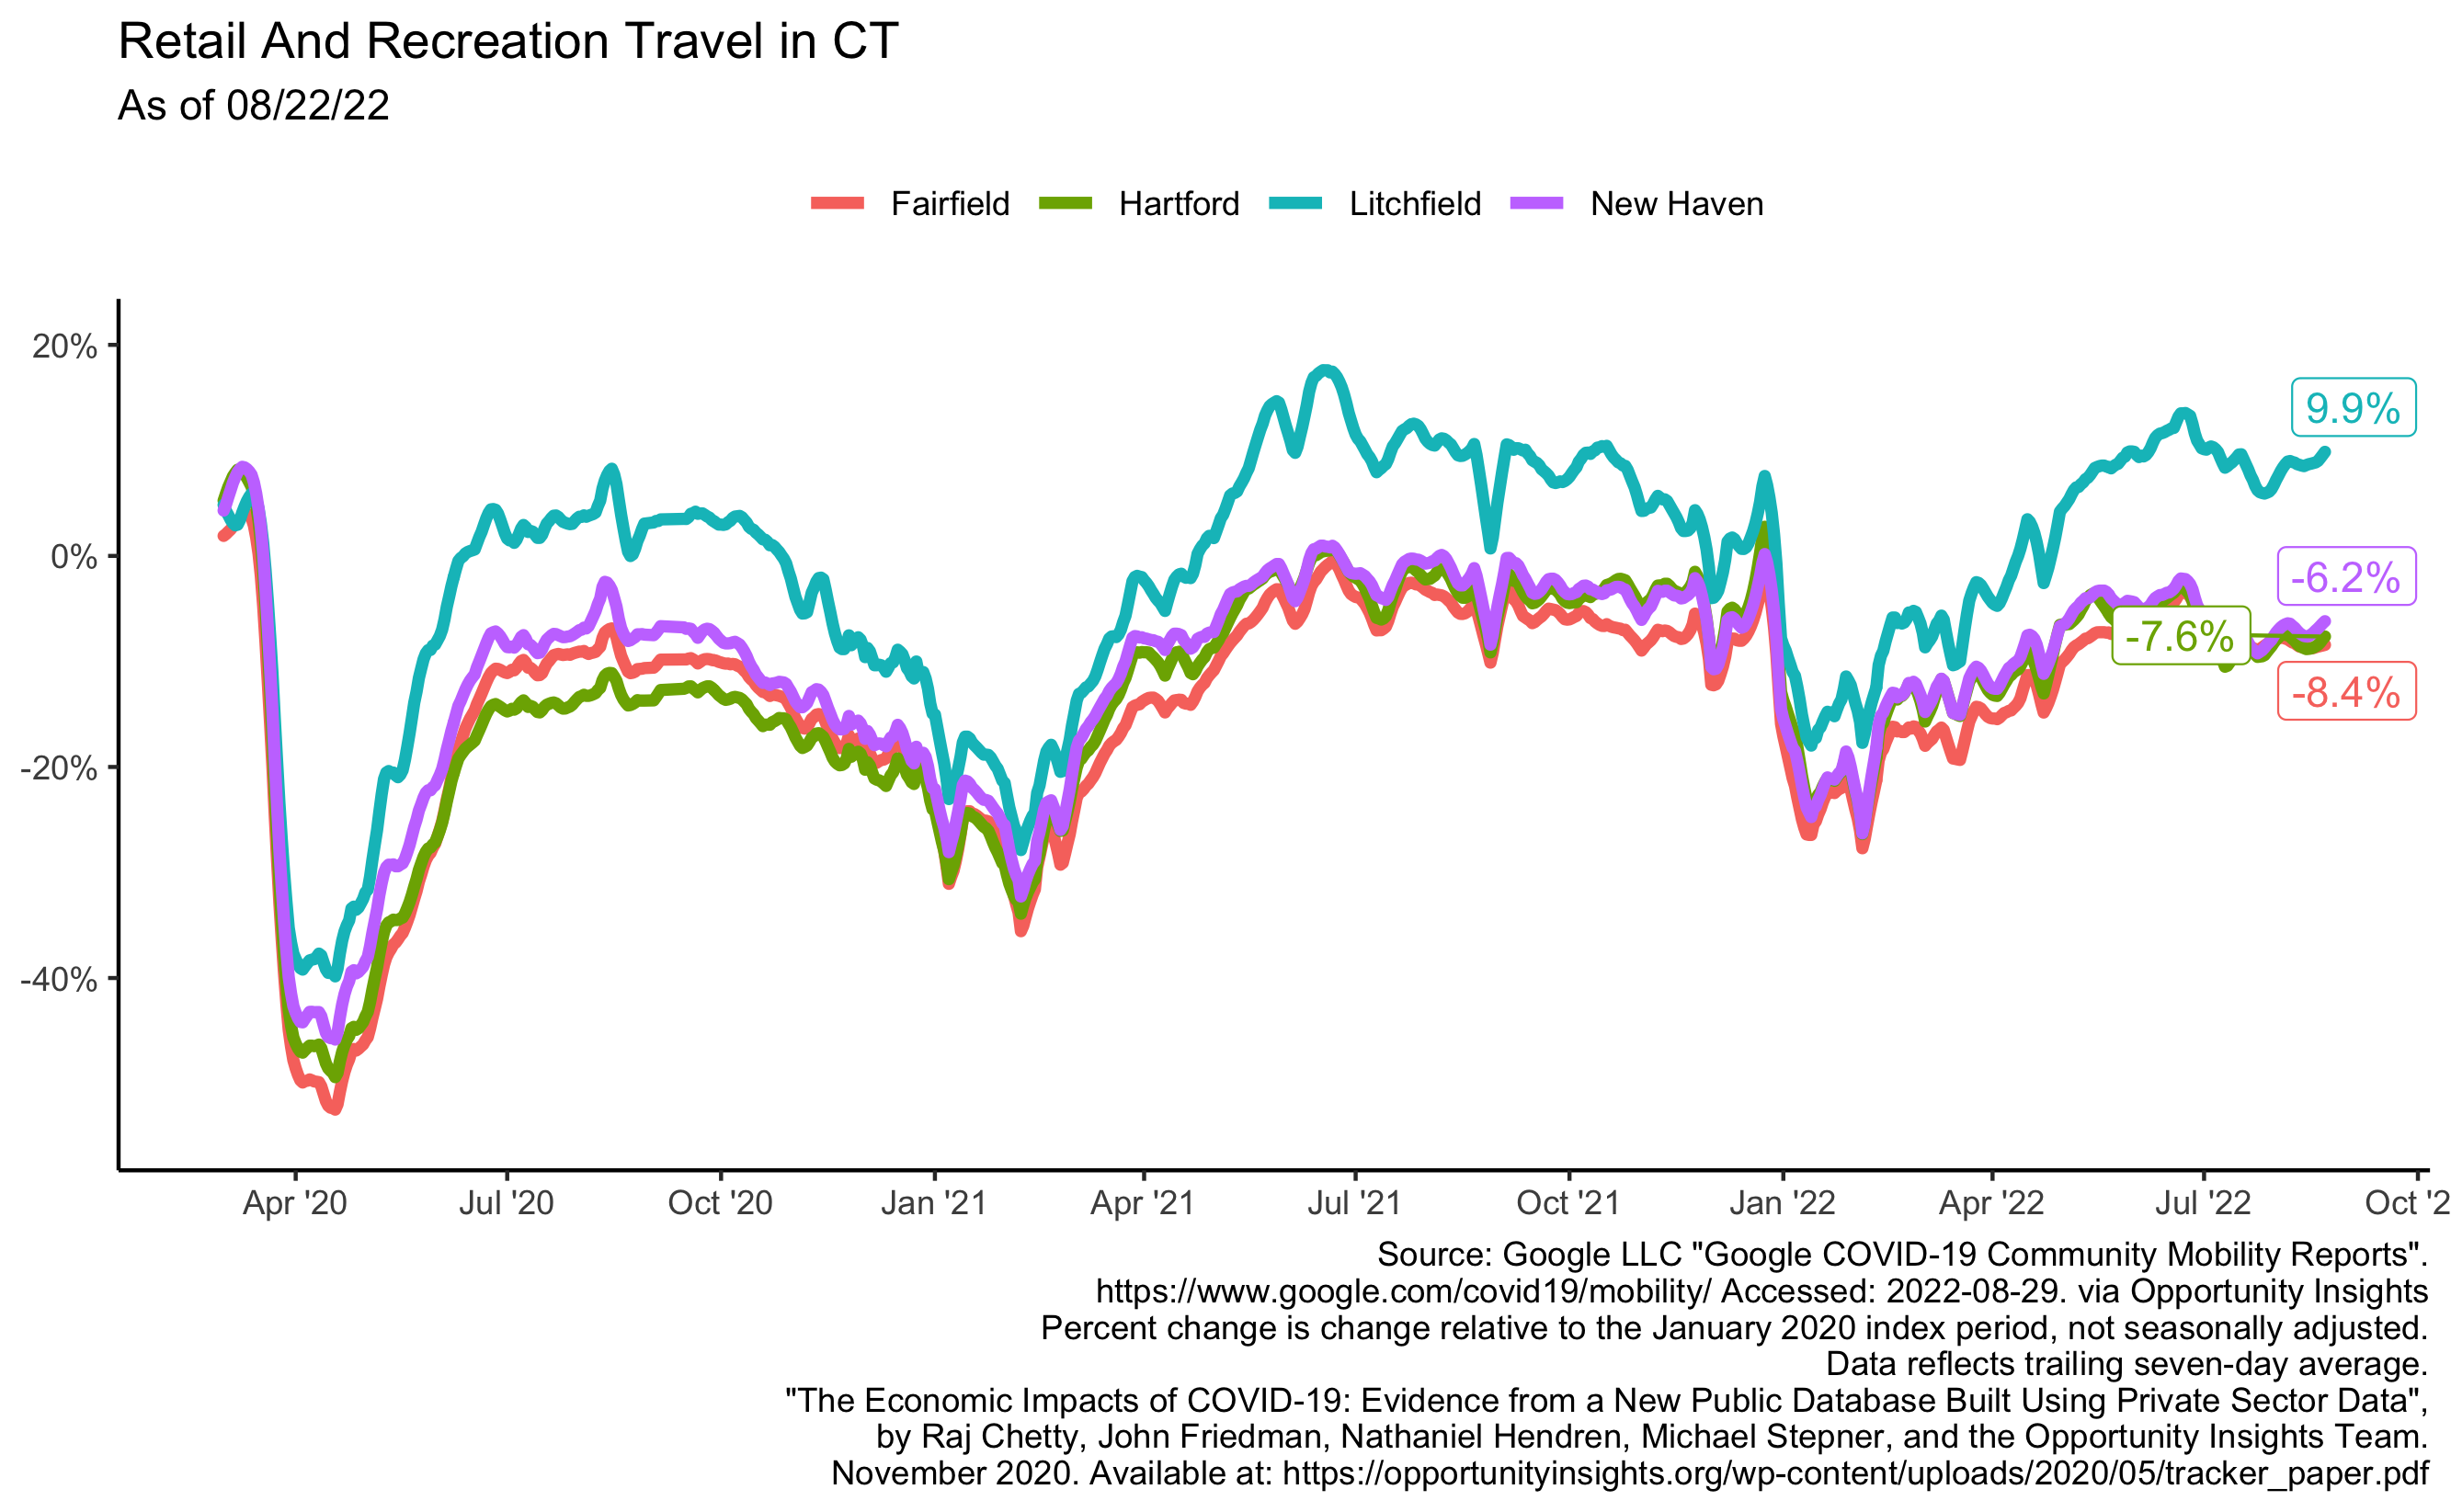 Retail And Recreation Travel in CT
As of 08/22/22
Fairfield Hartford Litchfield New Haven
20%
0%
-20%
-40%
9.9%
-6.2%
-7.6%
-8.4%
Apr '20 Jul '20 Oct '20 Jan '21 Apr '21 Jul '21 Oct '21 Jan '22 Apr '22 Jul '22 Oct '2
Source: Google LLC "Google COVID-19 Community Mobility Reports".
https://www.google.com/covid19/mobility/ Accessed: 2022-08-29. via Opportunity Insights
Percent change is change relative to the January 2020 index period, not seasonally adjusted.
Data reflects trailing seven-day average.
"The Economic Impacts of COVID-19: Evidence from a New Public Database Built Using Private Sector Data",
by Raj Chetty, John Friedman, Nathaniel Hendren, Michael Stepner, and the Opportunity Insights Team.
November 2020. Available at: https://opportunityinsights.org/wp-content/uploads/2020/05/tracker_paper.pdf